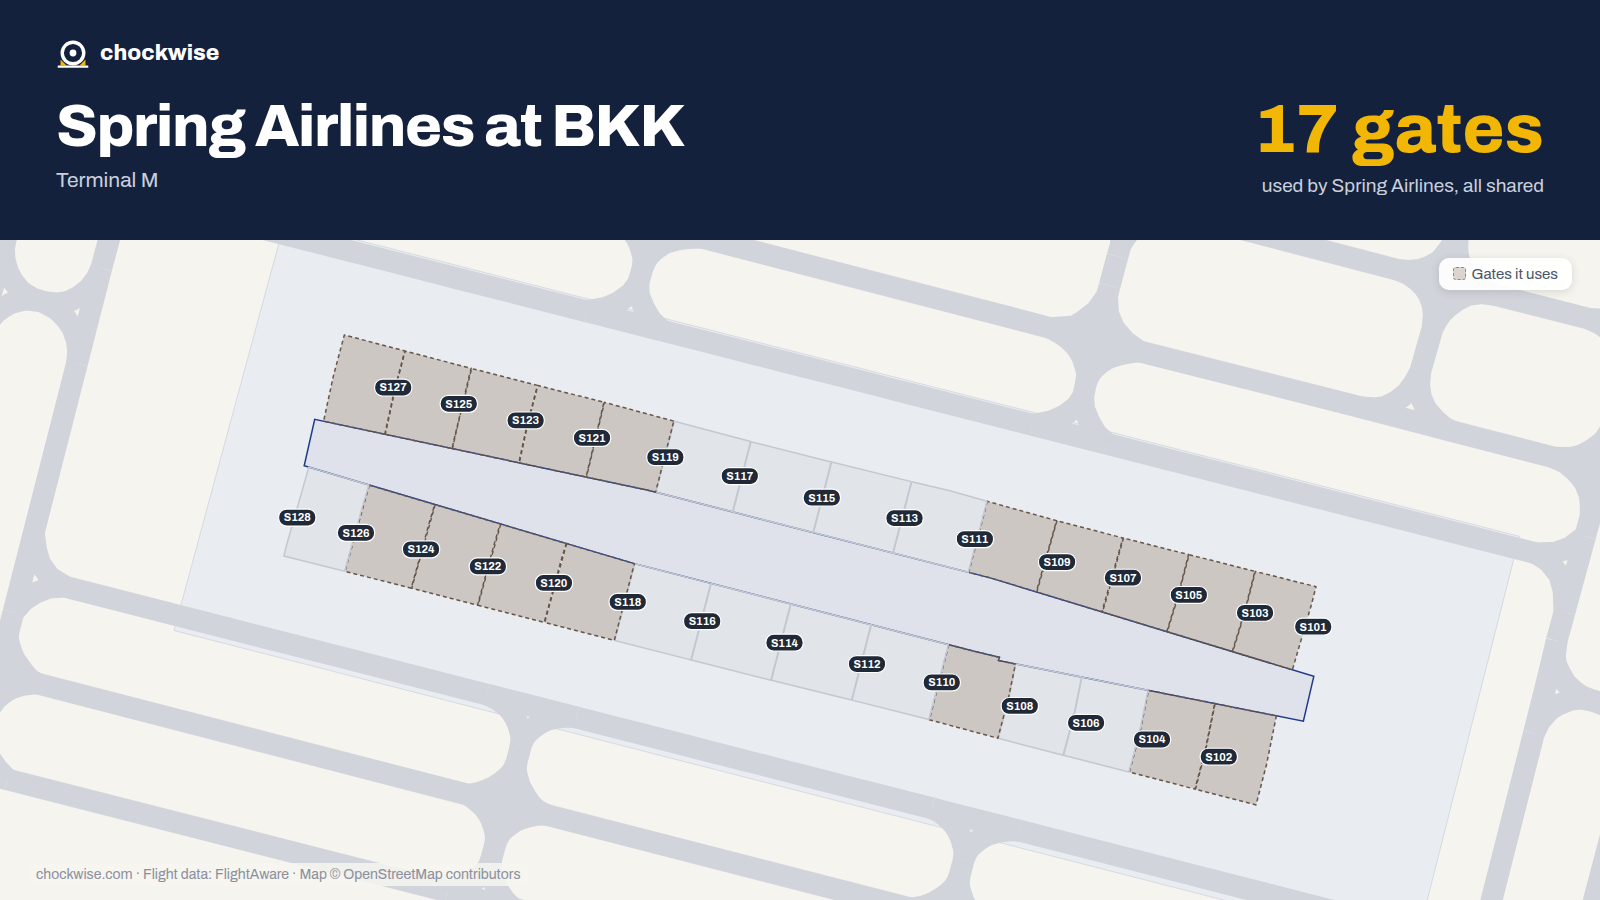 chockwise
Spring Airlines at BKK
Terminal M
17 gates
used by Spring Airlines, all shared
Gates it uses
S127
S125
S123
S121
S119
S117
S115
S113
S111
S109
S107
S105
S103
S101
S128
S126
S124
S122
S120
S118
S116
S114
S112
S110
S108
S106
S104
S102
chockwise.com · Flight data: FlightAware · Map © OpenStreetMap contributors